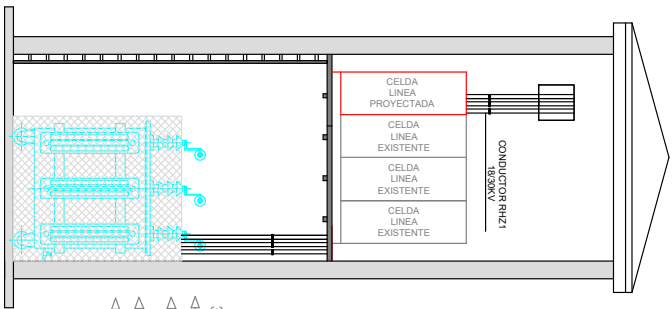 CELDA
LINEA
PROYECTADA
CELDA
LINEA
EXISTENTE
CELDA
LINEA
EXISTENTE
CELDA
LINEA
EXISTENTE
CONDUCTOR RHZ1
18/30KV